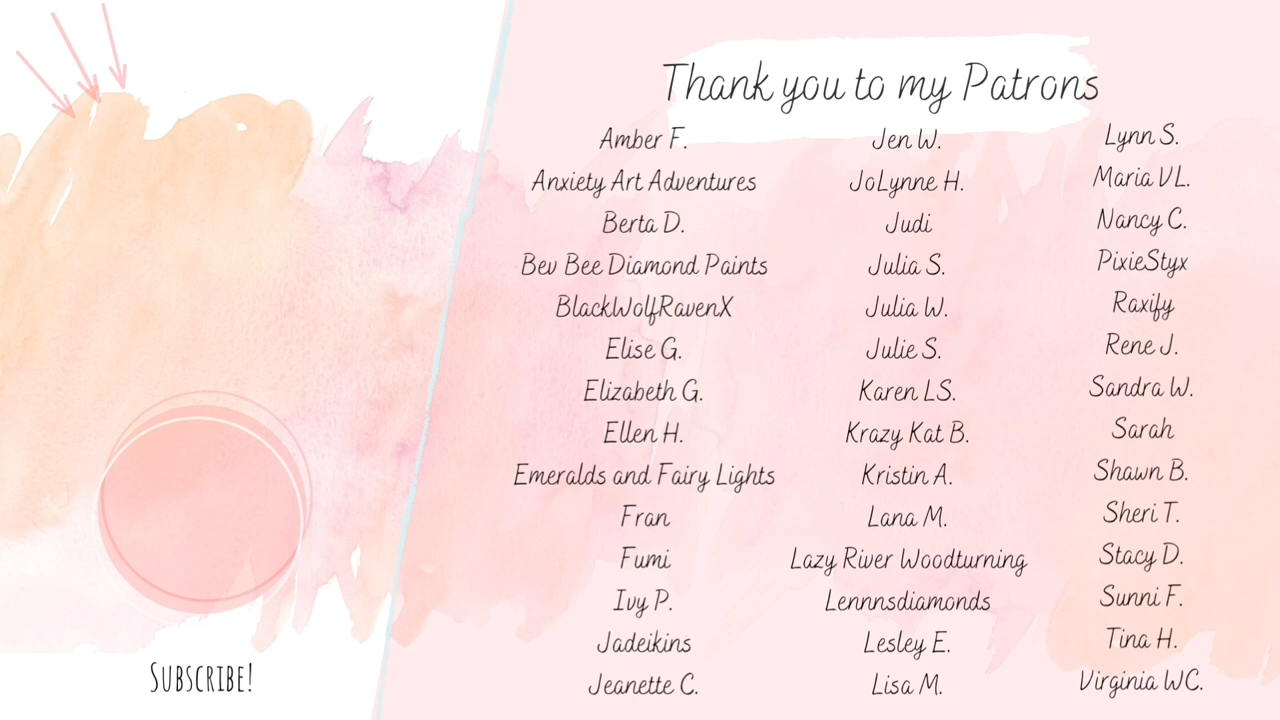 Thank you to my Patrons
Amber F.
Anxiety Art Adventures
Berta D.
Bev Bee Diamond Paints
BlackWolfRavenX
Elise G.
Elizabeth G.
Ellen H.
Emeralds and Fairy Lights
Fran
Fumi
Ivy P.
Jadeikins
Jeanette C.
Jen W.
JoLynne H.
Judi
Julia S.
Julia W.
Julie S.
Karen LS.
Krazy Kat B.
Kristin A.
Lana M.
Lazy River Woodturning
Lennnsdiamonds
Lesley E.
Lisa M.
Lynn S.
Maria VL.
Nancy C.
PixieStyx
Raxify
Rene J.
Sandra W.
Sarah
Shawn B.
Sheri T.
Stacy D.
Sunni F.
Tina H.
Virginia WC.
Subscribe!